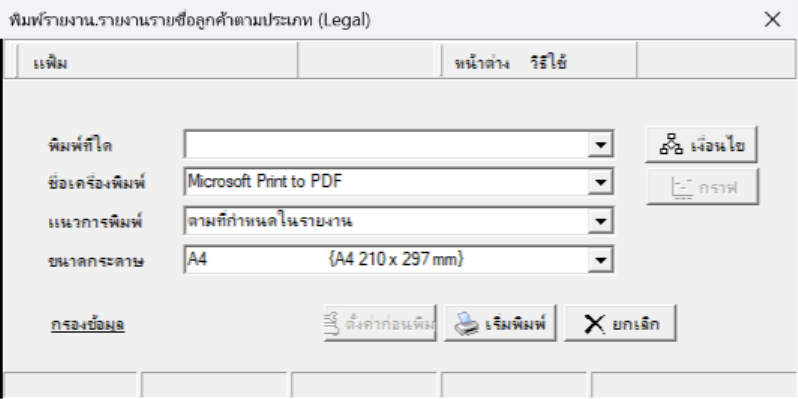 พิมพ์รายงาน.รายงานรายชื่อลูกค้าตามประเภท (Legal)
แฟ้ม หน้าต่าง วิธีใช้
พิมพ์ที่ใด เงื่อนไข
ชื่อเครื่องพิมพ์ Microsoft Print to PDF กราฟ
แนวการพิมพ์ ตามที่กำหนดในรายงาน
ขนาดกระดาษ A4 {A4 210 x 297 mm}
กรองข้อมูล ตั้งค่าก่อนพิม เริ่มพิมพ์ ยกเลิก